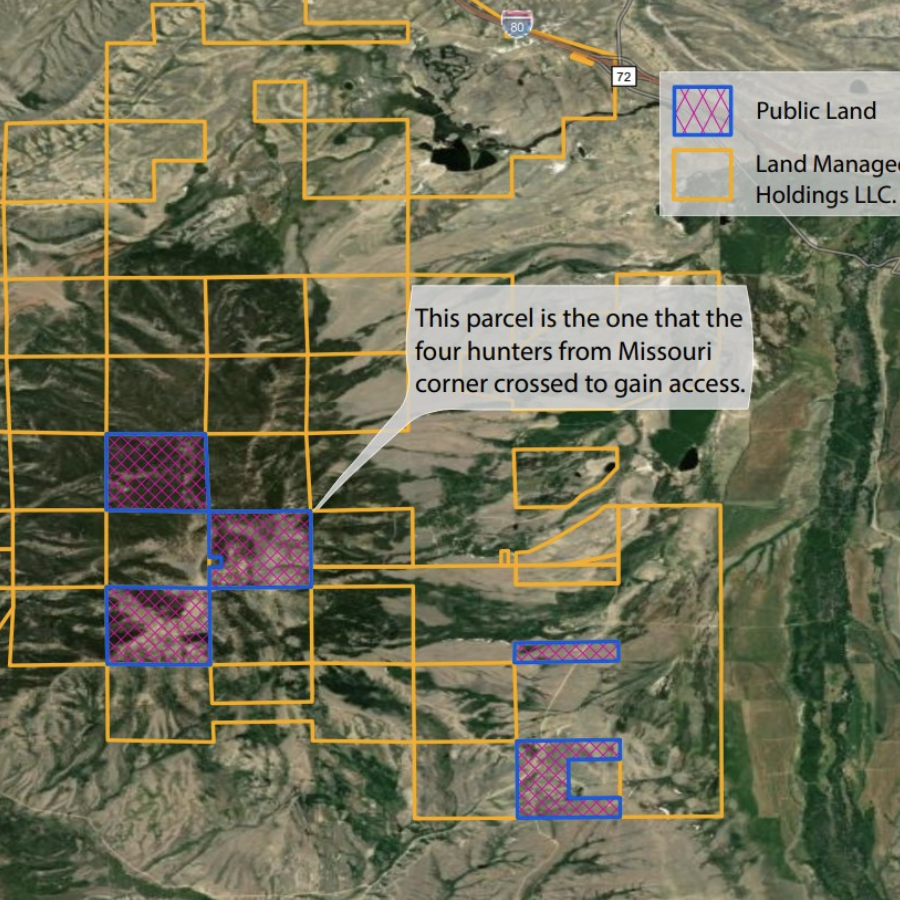 80
72
Public Land
Land Managed
Holdings LLC.
This parcel is the one that the
four hunters from Missouri
corner crossed to gain access.